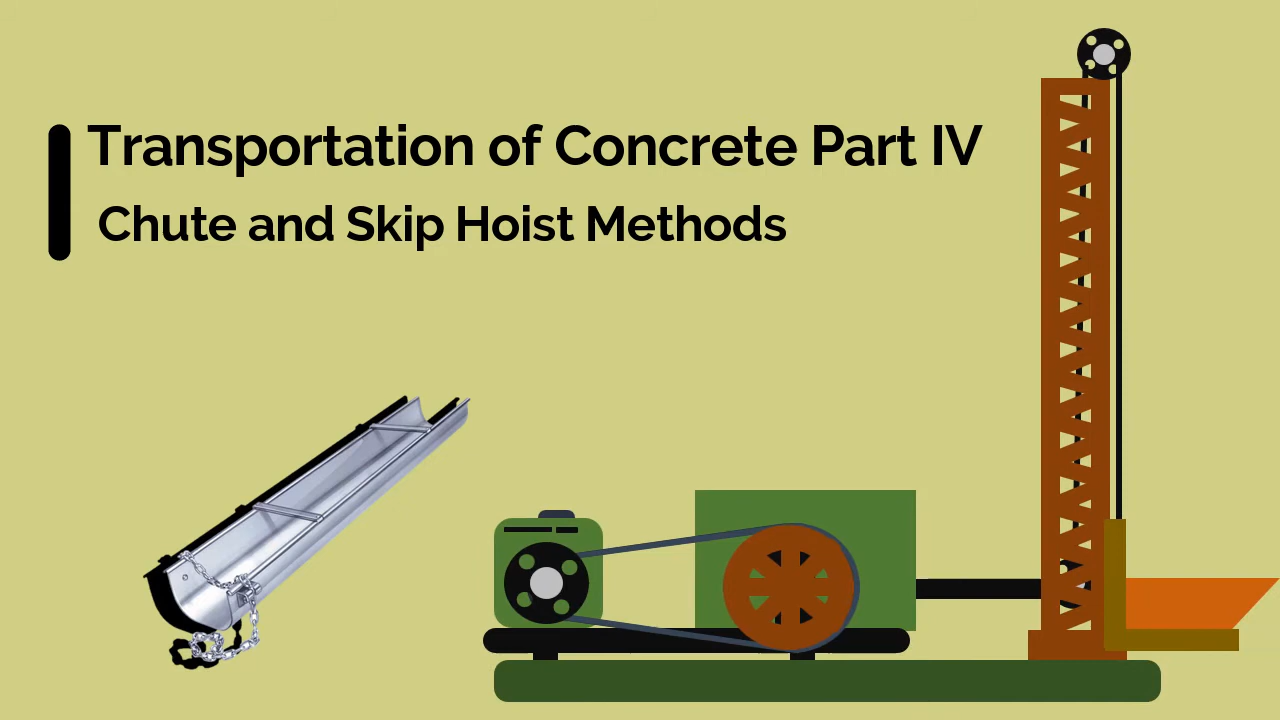 Transportation of Concrete Part IV
Chute and Skip Hoist Methods